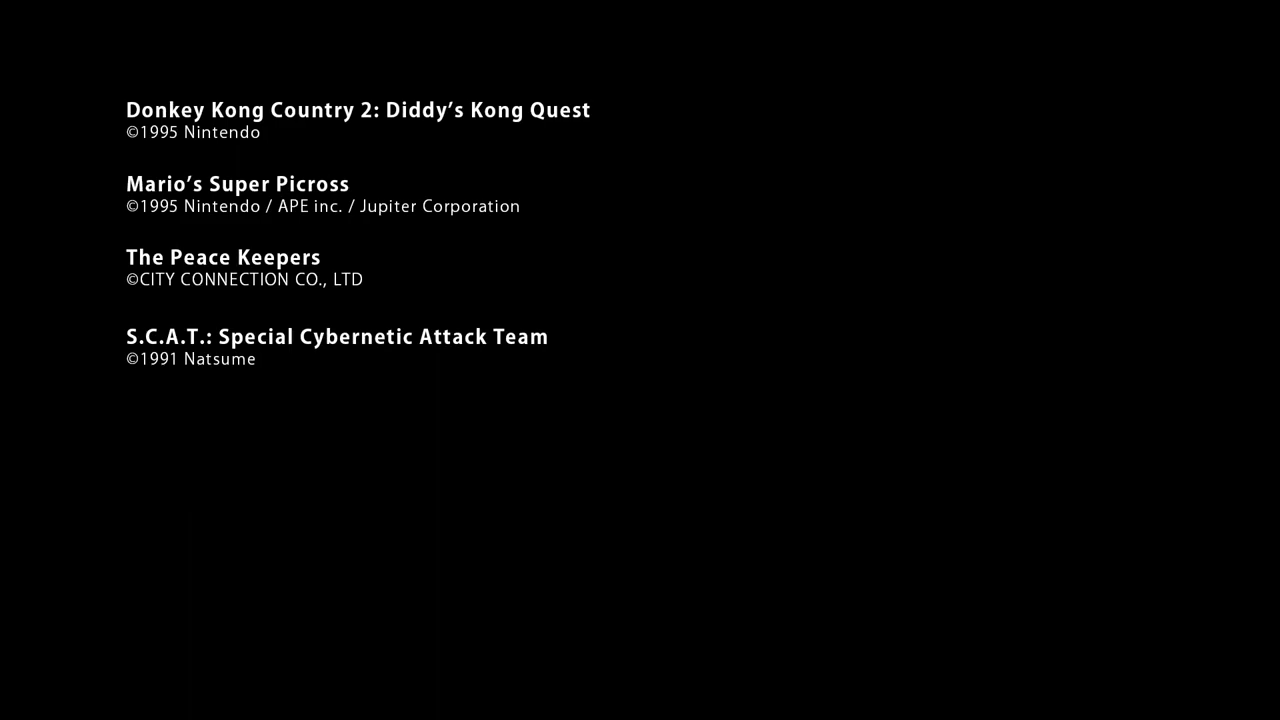 Donkey Kong Country 2: Diddy’s Kong Quest
©1995 Nintendo
Mario’s Super Picross
©1995 Nintendo / APE inc. / Jupiter Corporation
The Peace Keepers
©CITY CONNECTION CO., LTD
S.C.A.T.: Special Cybernetic Attack Team
©1991 Natsume